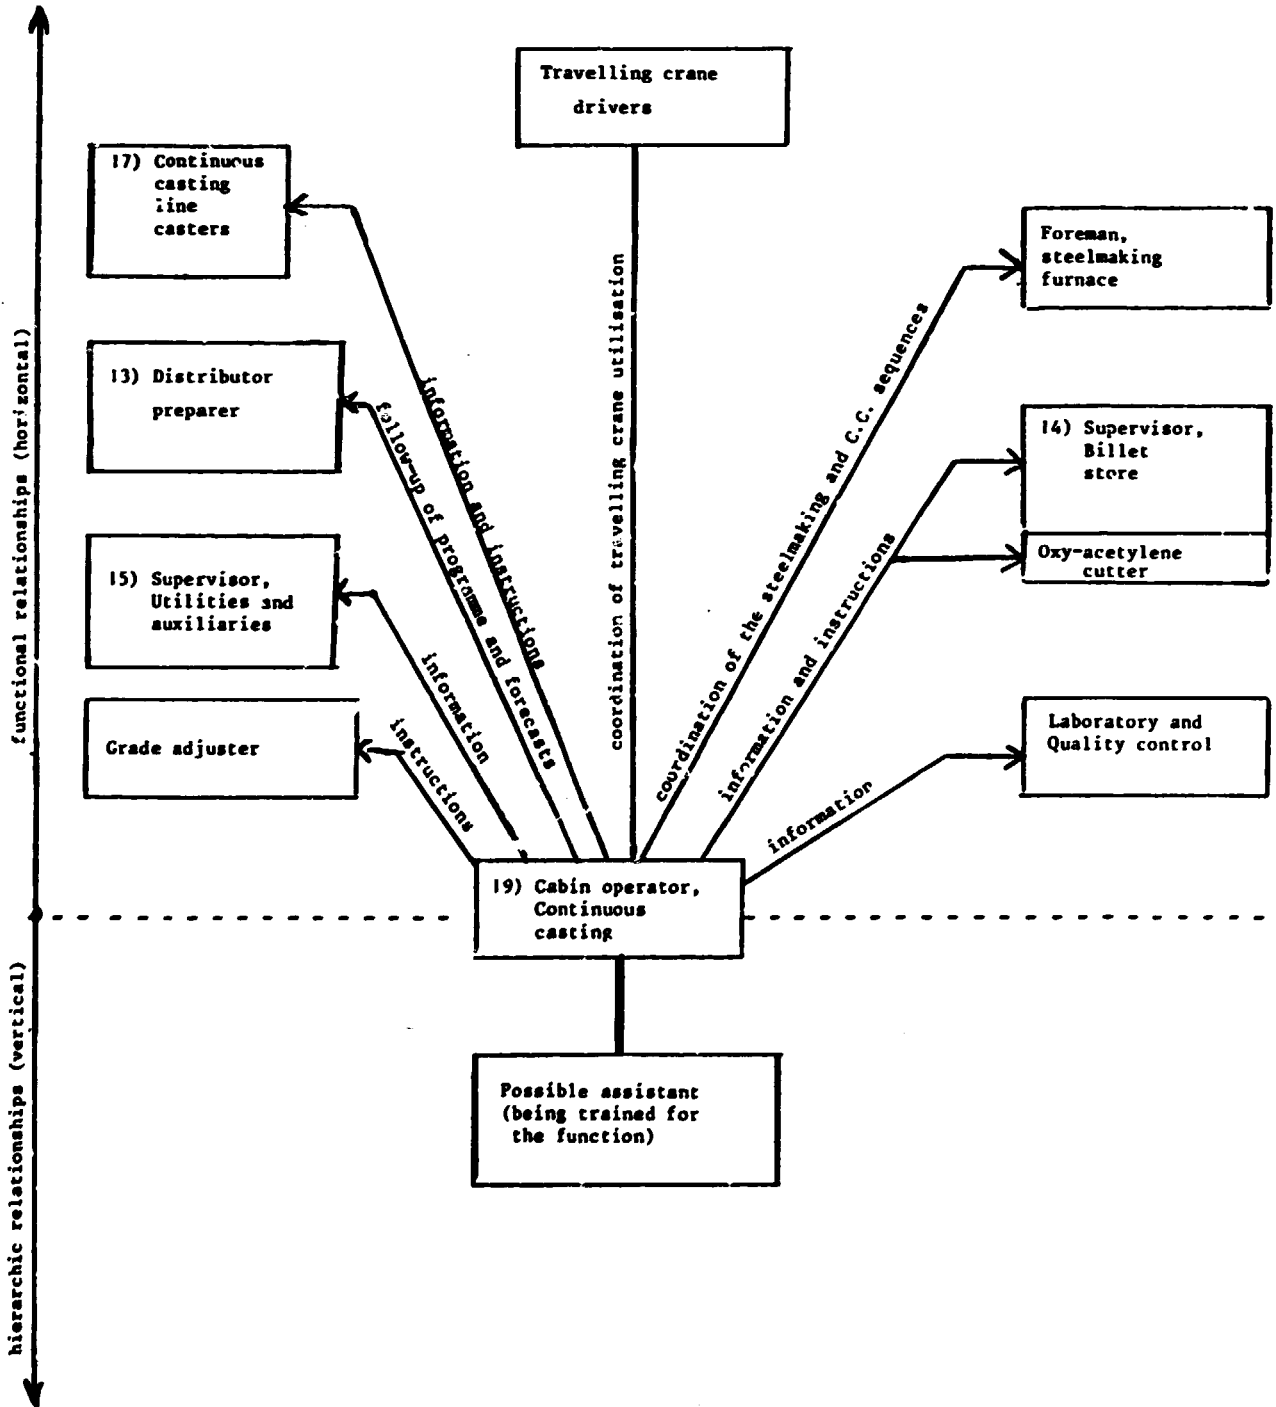 Travelling crane
drivers
17) Continuous
casting
line
casters
Foreman,
steelmaking
furnace
13) Distributor
preparer
14) Supervisor,
Billet
store
Oxy-acetylene
cutter
15) Supervisor,
Utilities and
auxiliaries
Grade adjuster
Laboratory and
Quality control
information and instructions
follow-up of programme and forecasts
information
instructions
coordination of travelling crane utilisation
coordination of the steelmaking and C.C. sequences
information and instructions
information
19) Cabin operator,
Continuous
casting
Possible assistant
(being trained for
the function)
functional relationships (horizontal)
hierarchic relationships (vertical)